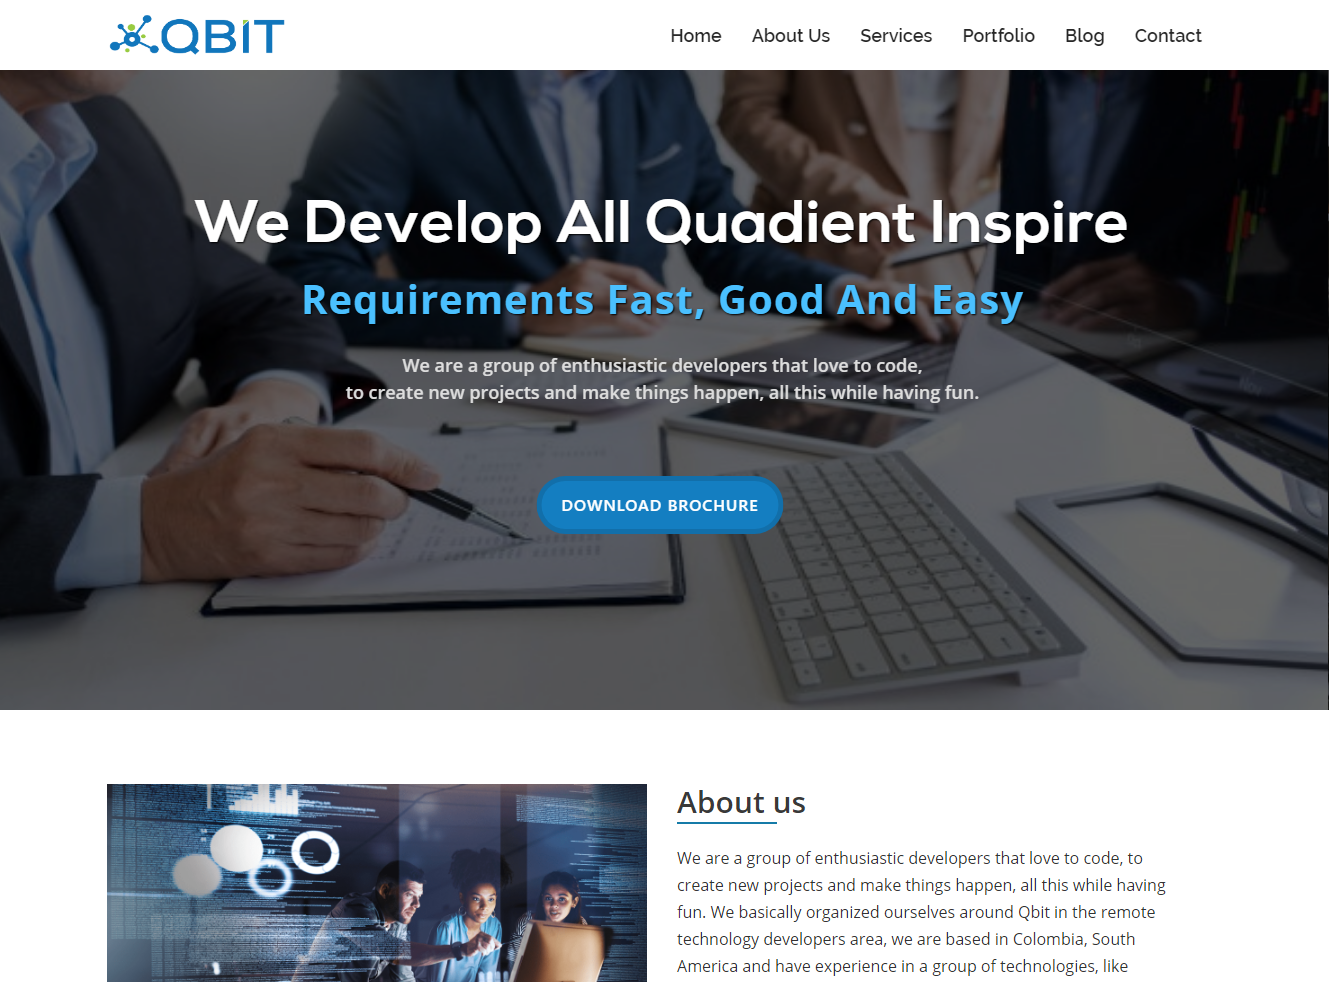 QBIT
Home
About Us
Services
Portfolio
Blog
Contact
We Develop All Quadient Inspire
Requirements Fast, Good And Easy
We are a group of enthusiastic developers that love to code,
to create new projects and make things happen, all this while having fun.
DOWNLOAD BROCHURE
About us
We are a group of enthusiastic developers that love to code, to
create new projects and make things happen, all this while having
fun. We basically organized ourselves around Qbit in the remote
technology developers area, we are based in Colombia, South
America and have experience in a group of technologies, like